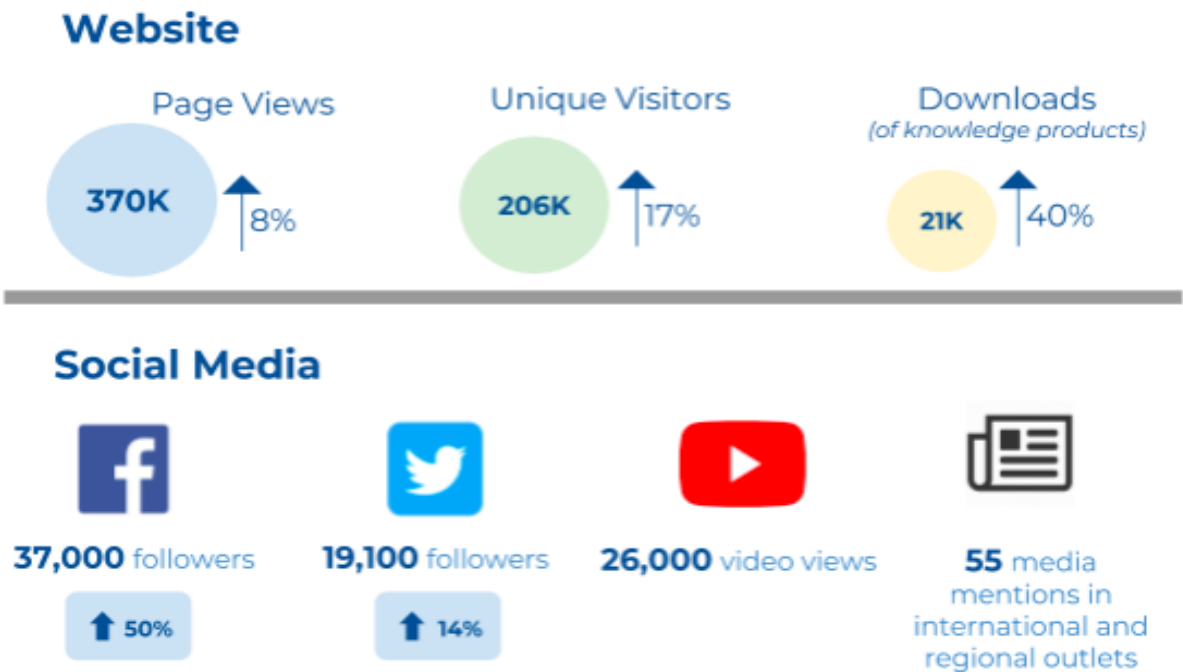 Website
Page Views
Unique Visitors
Downloads
(of knowledge products)
370K
8%
206K
17%
21K
40%
Social Media
37,000 followers
50%
19,100 followers
14%
26,000 video views
55 media
mentions in
international and
regional outlets